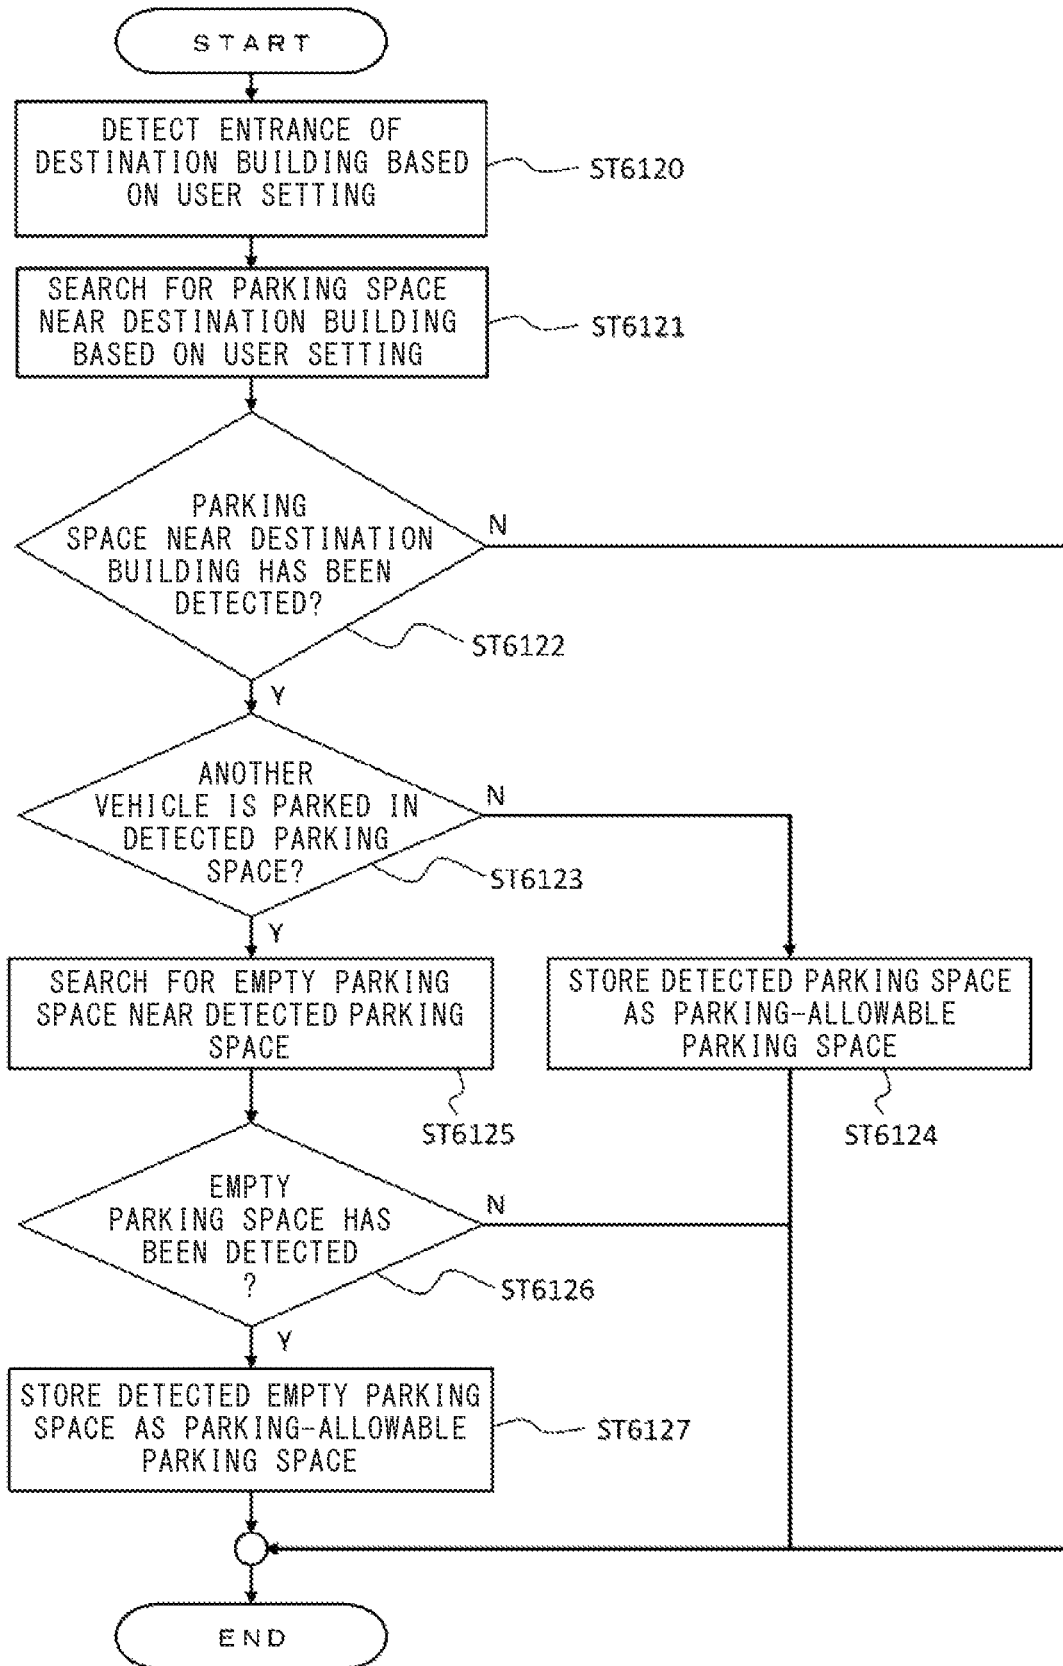 START
DETECT ENTRANCE OF
DESTINATION BUILDING BASED
ON USER SETTING
ST6120
SEARCH FOR PARKING SPACE
NEAR DESTINATION BUILDING
BASED ON USER SETTING
ST6121
PARKING
SPACE NEAR DESTINATION
BUILDING HAS BEEN
DETECTED?
N
ST6122
Y
ANOTHER
VEHICLE IS PARKED IN
DETECTED PARKING
SPACE?
N
ST6123
Y
SEARCH FOR EMPTY PARKING
SPACE NEAR DETECTED PARKING
SPACE
ST6125
STORE DETECTED PARKING SPACE
AS PARKING-ALLOWABLE
PARKING SPACE
ST6124
EMPTY
PARKING SPACE HAS
BEEN DETECTED
?
N
ST6126
Y
STORE DETECTED EMPTY PARKING
SPACE AS PARKING-ALLOWABLE
PARKING SPACE
ST6127
END